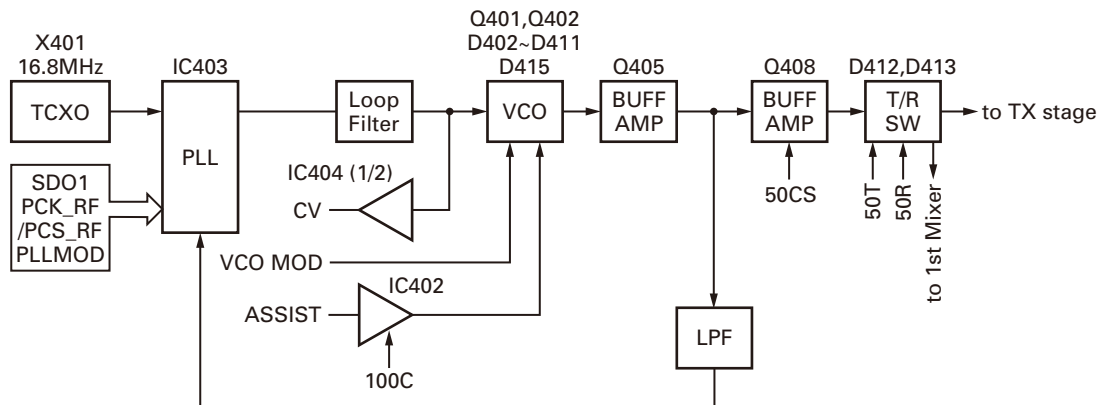 X401
16.8MHz
TCXO
SDO1
PCK_RF
/PCS_RF
PLLMOD
IC403
PLL
Loop
Filter
IC404 (1/2)
CV
VCO MOD
ASSIST
IC402
100C
Q401,Q402
D402~D411
D415
VCO
Q405
BUFF
AMP
LPF
Q408
BUFF
AMP
50CS
D412,D413
T/R
SW
50T
50R
to TX stage
to 1st Mixer